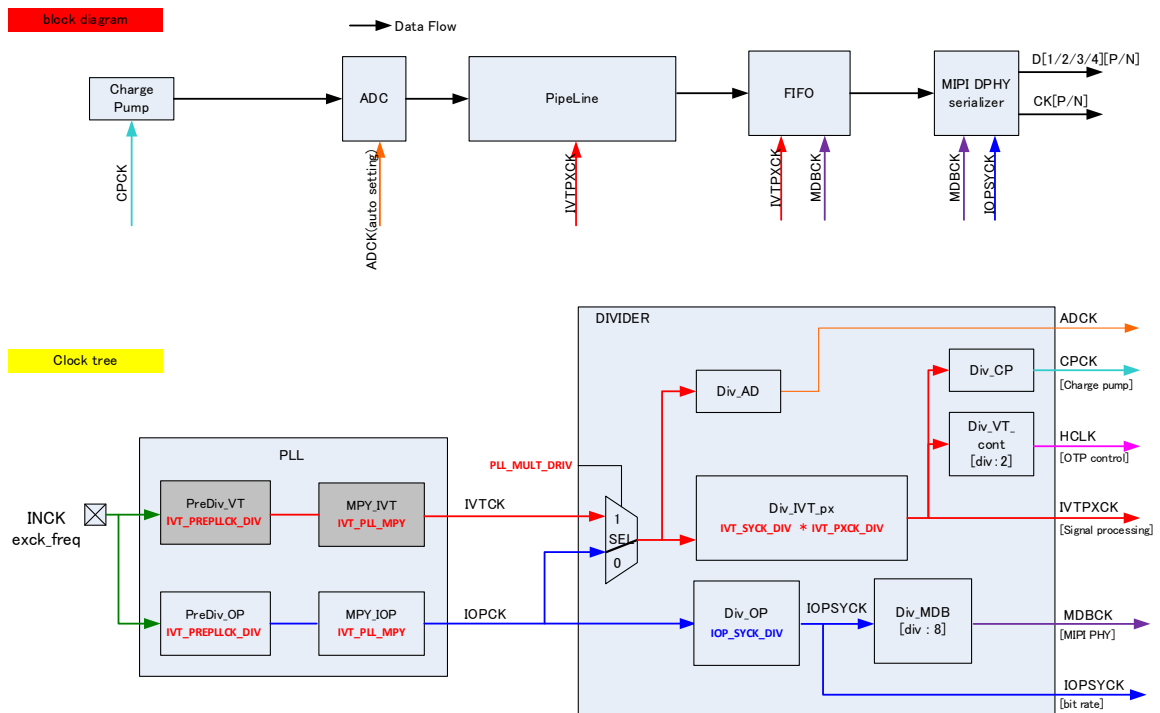 block diagram
Data Flow
Charge
Pump
ADC
PipeLine
FIFO
MIPI DPHY
serializer
D[1/2/3/4][P/N]
CK[P/N]
CPCK
ADCK(auto setting)
IVTPXCK
IVTPXCK
MDBCK
MDBCK
IOPSYCK
Clock tree
INCK
exck_freq
PLL
PreDiv_VT
IVT_PREPLLCK_DIV
MPY_IVT
IVT_PLL_MPY
IVTCK
PreDiv_OP
IVT_PREPLLCK_DIV
MPY_IOP
IVT_PLL_MPY
IOPCK
DIVIDER
PLL_MULT_DRIV
1
SEL
0
Div_AD
Div_IVT_px
IVT_SYCK_DIV * IVT_PXCK_DIV
Div_CP
Div_VT_
cont
[div:2]
Div_OP
IOP_SYCK_DIV
IOPSYCK
Div_MDB
[div : 8]
ADCK
CPCK
[Charge pump]
HCLK
[OTP control]
IVTPXCK
[Signal processing]
MDBCK
[MIPI PHY]
IOPSYCK
[bit rate]